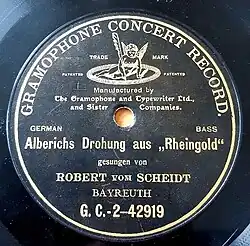 GRAMOPHONE CONCERT RECORD.
TRADE MARK
PATENTED PATENTED
Manufactured by
The Gramophone and Typewriter Ltd.,
and Sister Companies.
GERMAN BASS
Alberichs Drohung aus „Rheingold“
gesungen von
ROBERT vom SCHEIDT
BAYREUTH
G. C.-2-42919